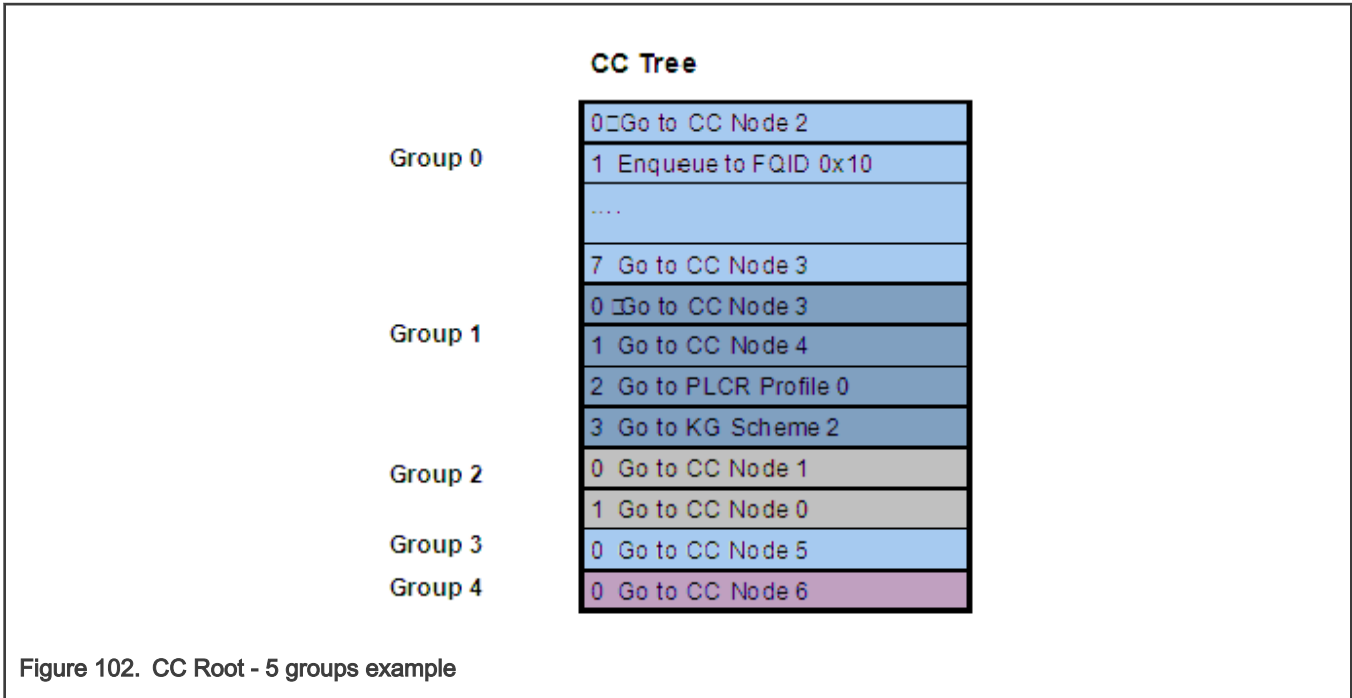 CC Tree
Group 0
0 Go to CC Node 2
1 Enqueue to FQID 0x10
....
7 Go to CC Node 3
Group 1
0 Go to CC Node 3
1 Go to CC Node 4
2 Go to PLCR Profile 0
3 Go to KG Scheme 2
Group 2
0 Go to CC Node 1
1 Go to CC Node 0
Group 3
0 Go to CC Node 5
Group 4
0 Go to CC Node 6
Figure 102. CC Root - 5 groups example